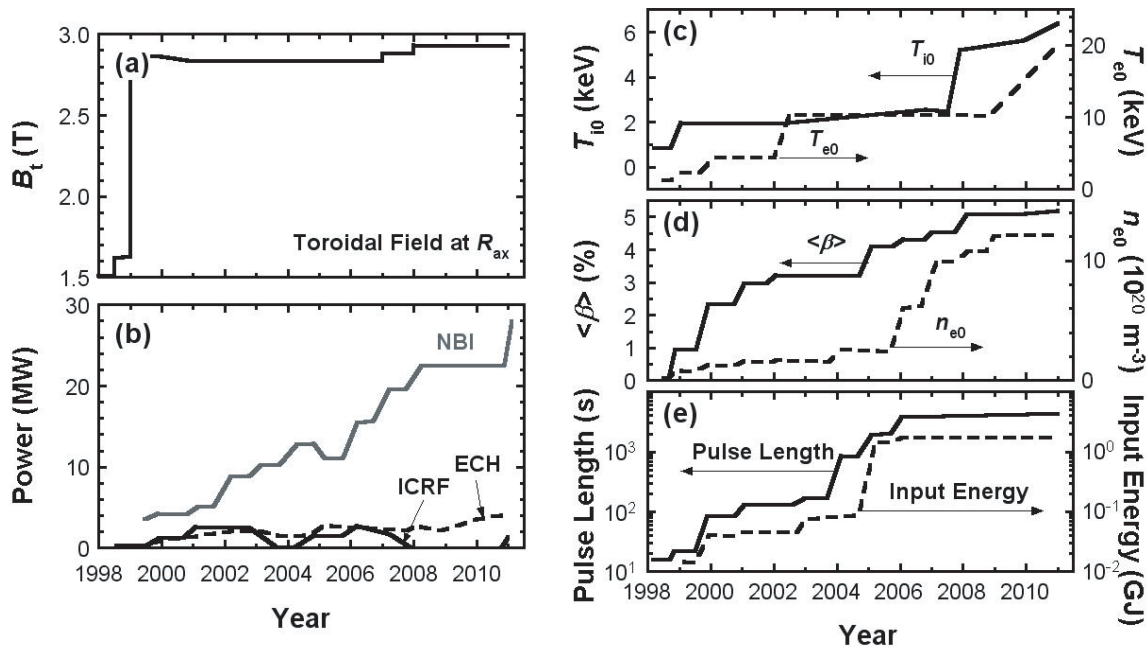 (a)
3.0
2.5
2.0
1.5
B_t (T)
Toroidal Field at R_ax
(b)
30
20
10
0
Power (MW)
NBI
ICRF
ECH
1998 2000 2002 2004 2006 2008 2010
Year
(c)
6
4
2
0
T_i0 (keV)
T_i0
T_e0
20
10
0
T_e0 (keV)
(d)
5
4
3
2
1
0
<β> (%)
<β>
n_e0
10
0
n_e0 (10^20 m^-3)
(e)
10^3
10^2
10^1
Pulse Length (s)
Pulse Length
Input Energy
10^0
10^-1
10^-2
Input Energy (GJ)
1998 2000 2002 2004 2006 2008 2010
Year